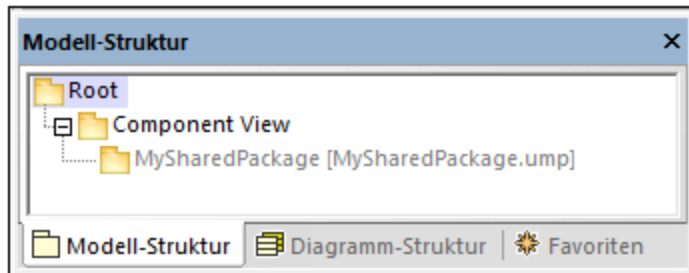 Modell-Struktur
Root
Component View
MySharedPackage [MySharedPackage.ump]
Modell-Struktur Diagramm-Struktur Favoriten